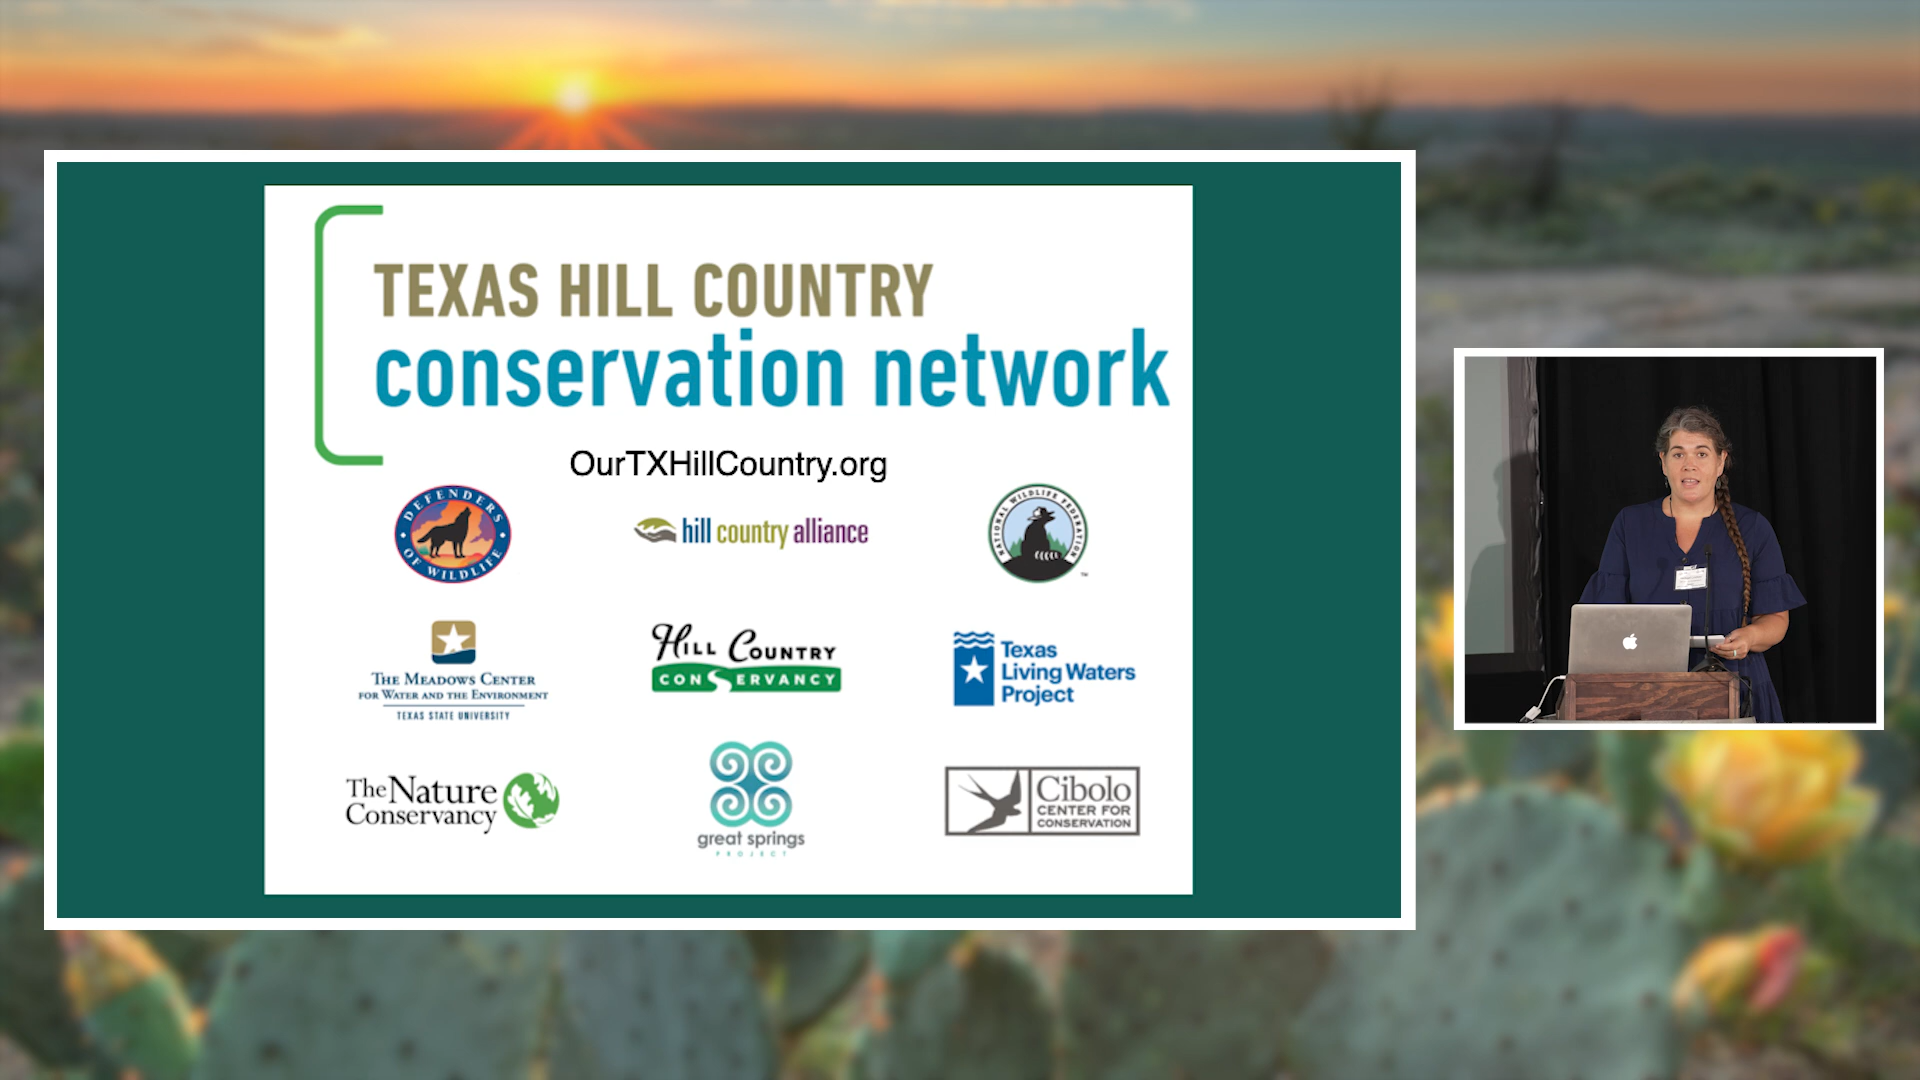 TEXAS HILL COUNTRY
conservation network
OurTXHillCountry.org
DEFENDERS
OF WILDLIFE
hill country alliance
NATIONAL WILDLIFE FEDERATION
TM
THE MEADOWS CENTER
FOR WATER AND THE ENVIRONMENT
TEXAS STATE UNIVERSITY
HILL COUNTRY
CONSERVANCY
Texas
Living Waters
Project
The Nature
Conservancy
great springs
PROJECT
Cibolo
CENTER FOR
CONSERVATION